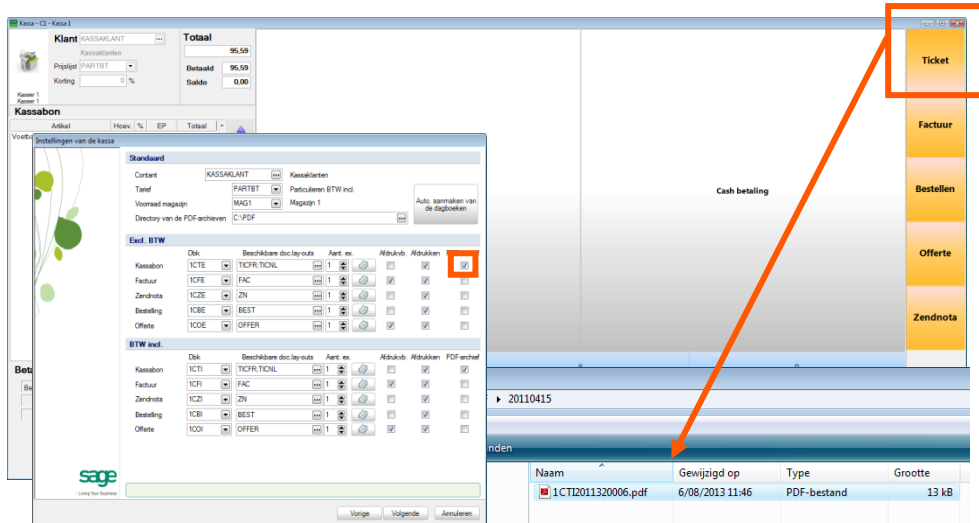 Kassa - C1 - Kassa 1
Klant KASSAKLANT ...
Kassaklanten
Prijslijst PARTBT
Korting 0 %
Kassier 1
Kassier 1
Totaal
95,59
Betaald 95,59
Saldo 0,00
Kassabon
Artikel Hoev. % EP Totaal
Cash betaling
Ticket
Factuur
Bestellen
Offerte
Zendnota
Instellingen van de kassa
Standaard
Contant KASSAKLANT ... Kassaklanten
Tarief PARTBT Particulieren BTW incl.
Voorraad magazijn MAG1 Magazijn 1
Directory van de PDF-archieven C:\PDF ...
Auto. aanmaken van
de dagboeken
Excl. BTW
Dbk Beschikbare doc.lay-outs Aant. ex. Afdrukvb. Afdrukken
Kassabon 1CTE TICFR:TICNL ... 1
Factuur 1CFE FAC ... 1
Zendnota 1CZE ZN ... 1
Bestelling 1CBE BEST ... 1
Offerte 1COE OFFER ... 1
BTW incl.
Dbk Beschikbare doc.lay-outs Aant. ex. Afdrukvb. Afdrukken PDF-archief
Kassabon 1CTI TICFR:TICNL ... 1
Factuur 1CFI FAC ... 1
Zendnota 1CZI ZN ... 1
Bestelling 1CBI BEST ... 1
Offerte 1COI OFFER ... 1
sage
Living Your Business
Vorige Volgende Annuleren
20110415
Naam Gewijzigd op Type Grootte
1CTI2011320006.pdf 6/08/2013 11:46 PDF-bestand 13 kB